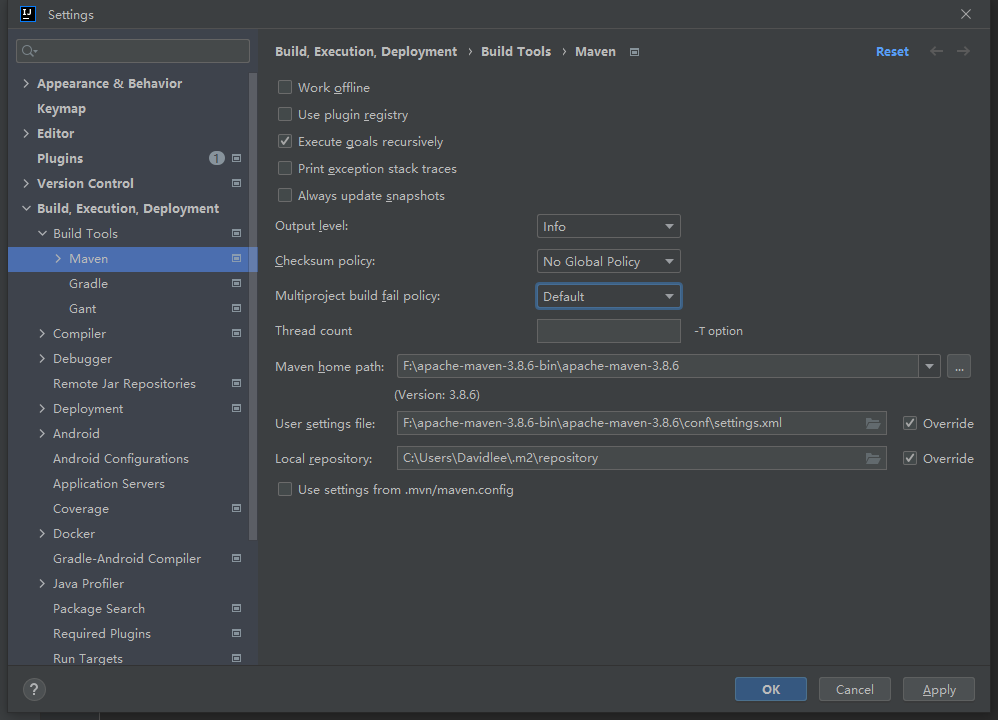 Settings
Build, Execution, Deployment › Build Tools › Maven
Reset
Appearance & Behavior
Keymap
Editor
Plugins 1
Version Control
Build, Execution, Deployment
Build Tools
Maven
Gradle
Gant
Compiler
Debugger
Remote Jar Repositories
Deployment
Android
Android Configurations
Application Servers
Coverage
Docker
Gradle-Android Compiler
Java Profiler
Package Search
Required Plugins
Run Targets
Work offline
Use plugin registry
Execute goals recursively
Print exception stack traces
Always update snapshots
Output level: Info
Checksum policy: No Global Policy
Multiproject build fail policy: Default
Thread count -T option
Maven home path: F:\apache-maven-3.8.6-bin\apache-maven-3.8.6 ...
(Version: 3.8.6)
User settings file: F:\apache-maven-3.8.6-bin\apache-maven-3.8.6\conf\settings.xml Override
Local repository: C:\Users\Davidlee\.m2\repository Override
Use settings from .mvn/maven.config
? OK Cancel Apply